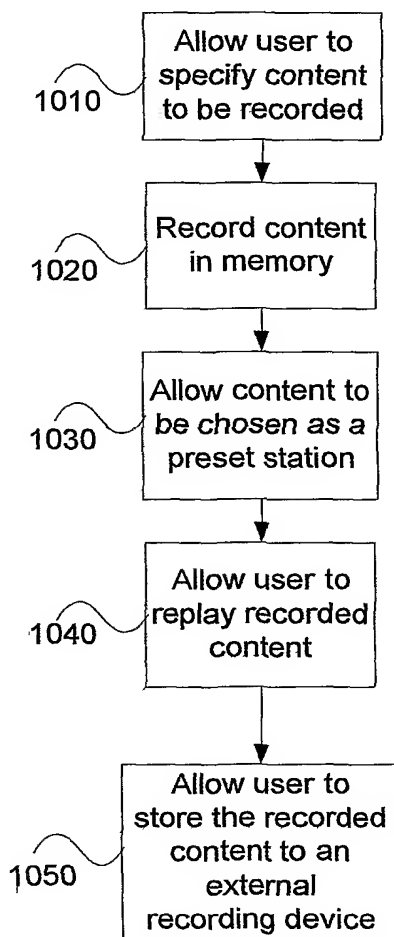 Allow user to
specify content
to be recorded
1010
Record content
in memory
1020
Allow content to
be chosen as a
preset station
1030
Allow user to
replay recorded
content
1040
Allow user to
store the recorded
content to an
external
recording device
1050